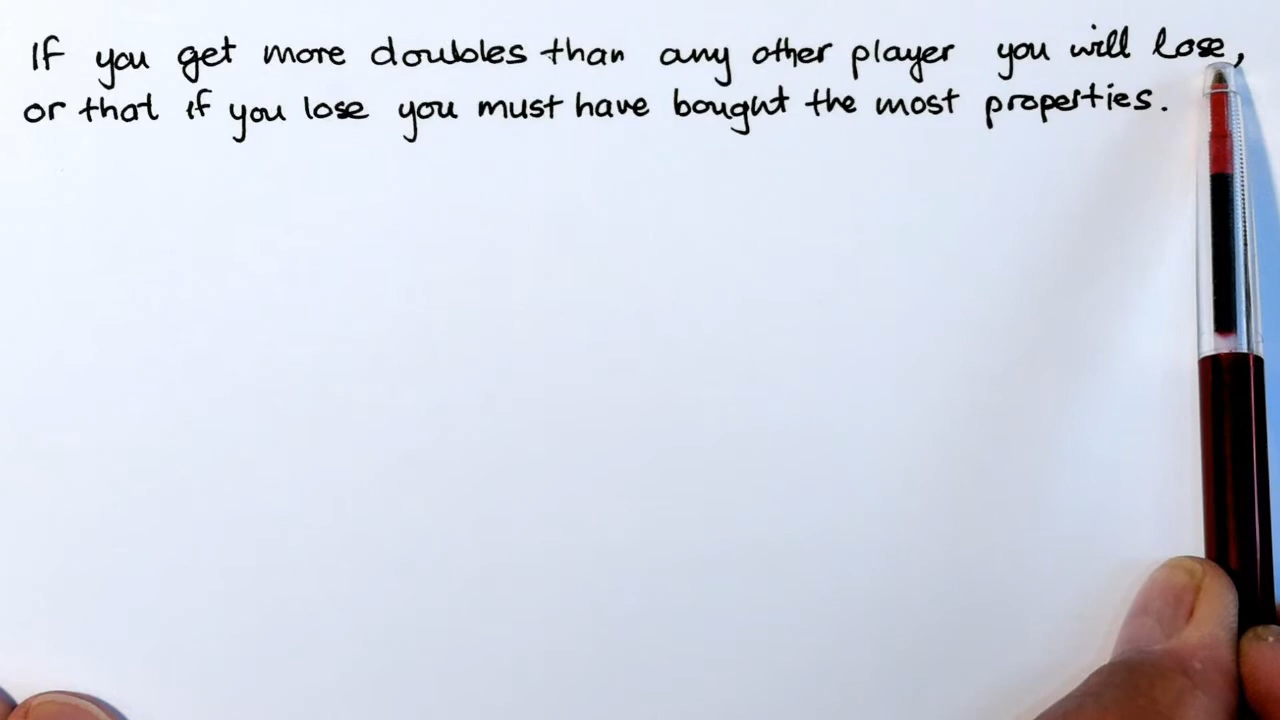 If you get more doubles than any other player you will lose,
or that if you lose you must have bought the most properties.